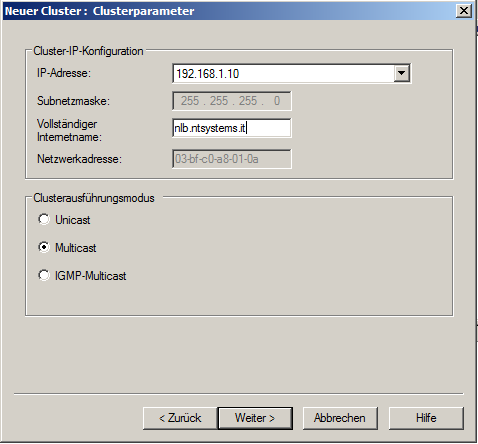 Neuer Cluster : Clusterparameter
Cluster-IP-Konfiguration
IP-Adresse: 192.168.1.10
Subnetzmaske: 255 . 255 . 255 . 0
Vollständiger
Internetname: nlb.ntsystems.it
Netzwerkadresse: 03-bf-c0-a8-01-0a
Clusterausführungsmodus
Unicast
Multicast
IGMP-Multicast
< Zurück Weiter > Abbrechen Hilfe